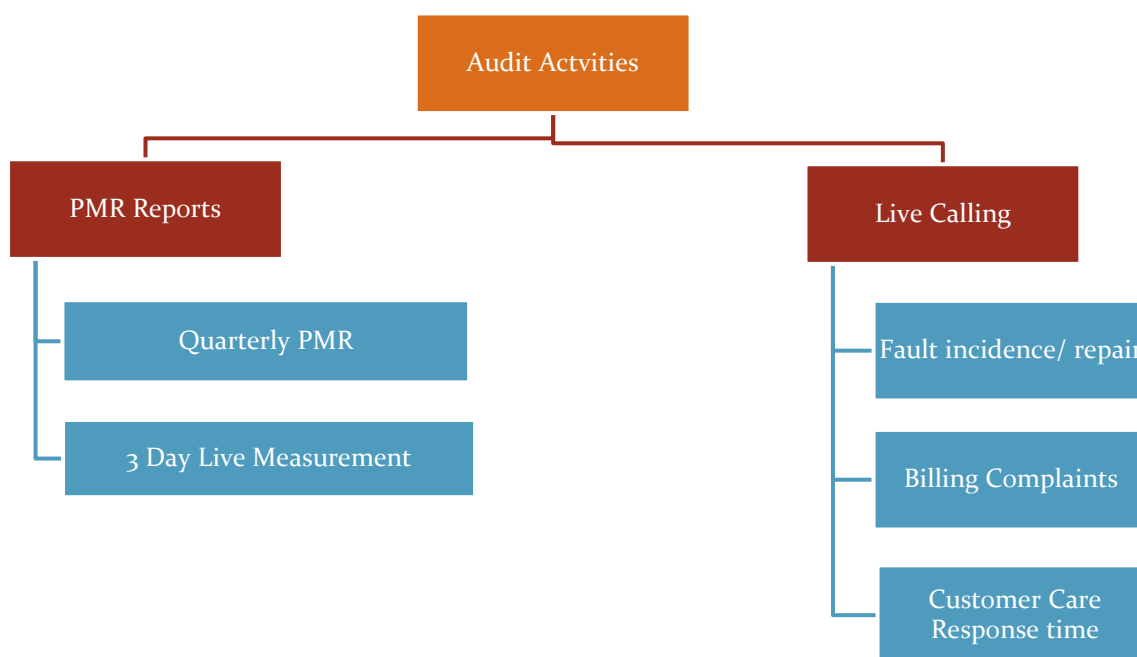 Audit Actvities
PMR Reports
Quarterly PMR
3 Day Live Measurement
Live Calling
Fault incidence/ repair
Billing Complaints
Customer Care
Response time